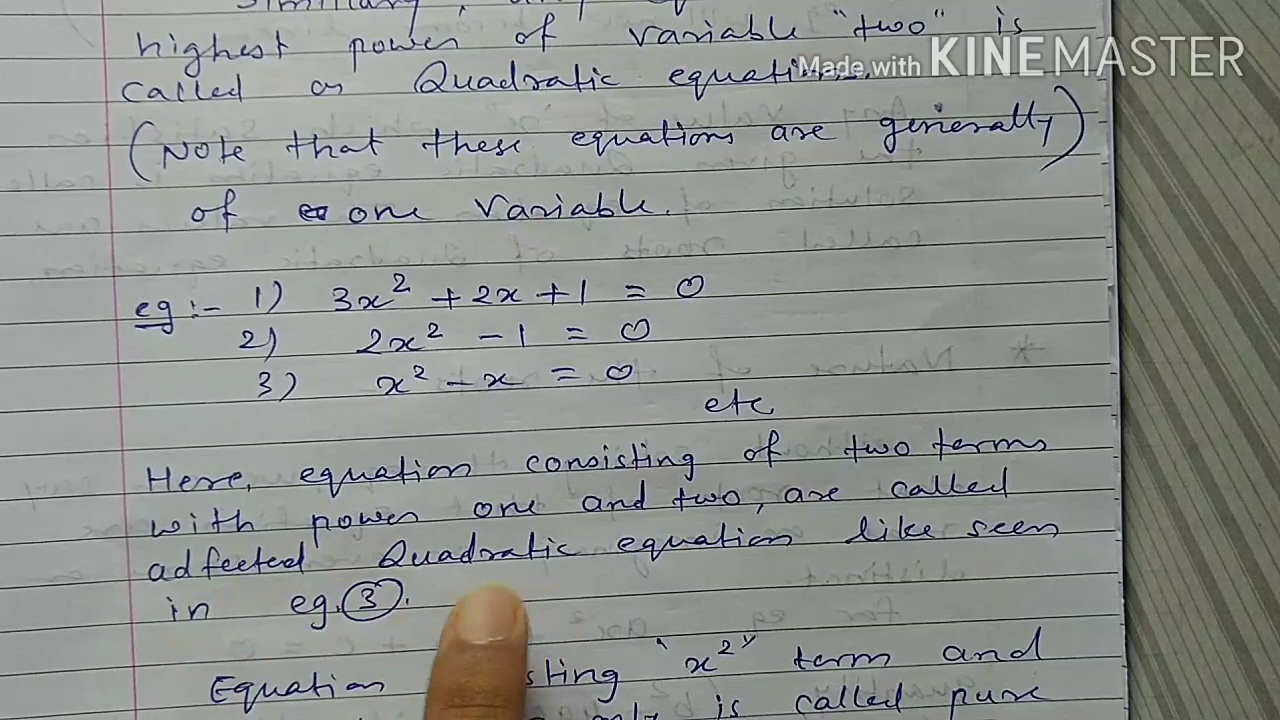 Similarly,
highest power of variable "two" is
called as Quadratic equations.
Made with KINEMASTER
(Note that these equations are generally)
of one variable.
eg:- 1) 3x² + 2x + 1 = 0
2) 2x² - 1 = 0
3) x² - x = 0
etc
Here, equation consisting of two terms
with power one and two, are called
adfected Quadratic equation like seen
in eg. 3.
Equation sting "x²" term and
only is called pure